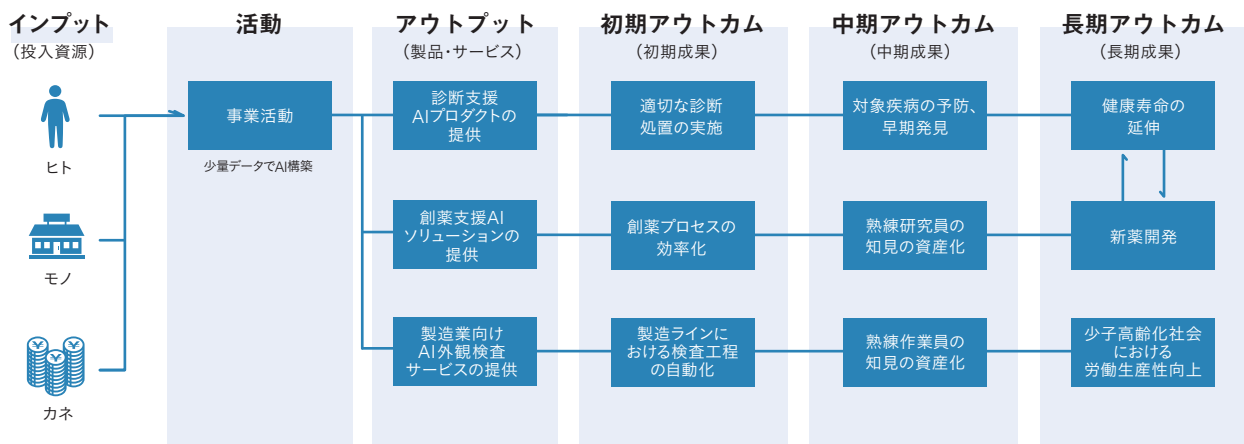 インプット
（投入資源）
活動
アウトプット
（製品・サービス）
初期アウトカム
（初期成果）
中期アウトカム
（中期成果）
長期アウトカム
（長期成果）
ヒト
モノ
¥
¥
¥
カネ
事業活動
少量データでAI構築
診断支援
AIプロダクトの
提供
適切な診断
処置の実施
対象疾病の予防、
早期発見
健康寿命の
延伸
創薬支援AI
ソリューションの
提供
創薬プロセスの
効率化
熟練研究員の
知見の資産化
新薬開発
製造業向け
AI外観検査
サービスの提供
製造ラインに
おける検査工程
の自動化
熟練作業員の
知見の資産化
少子高齢化社会
における
労働生産性向上